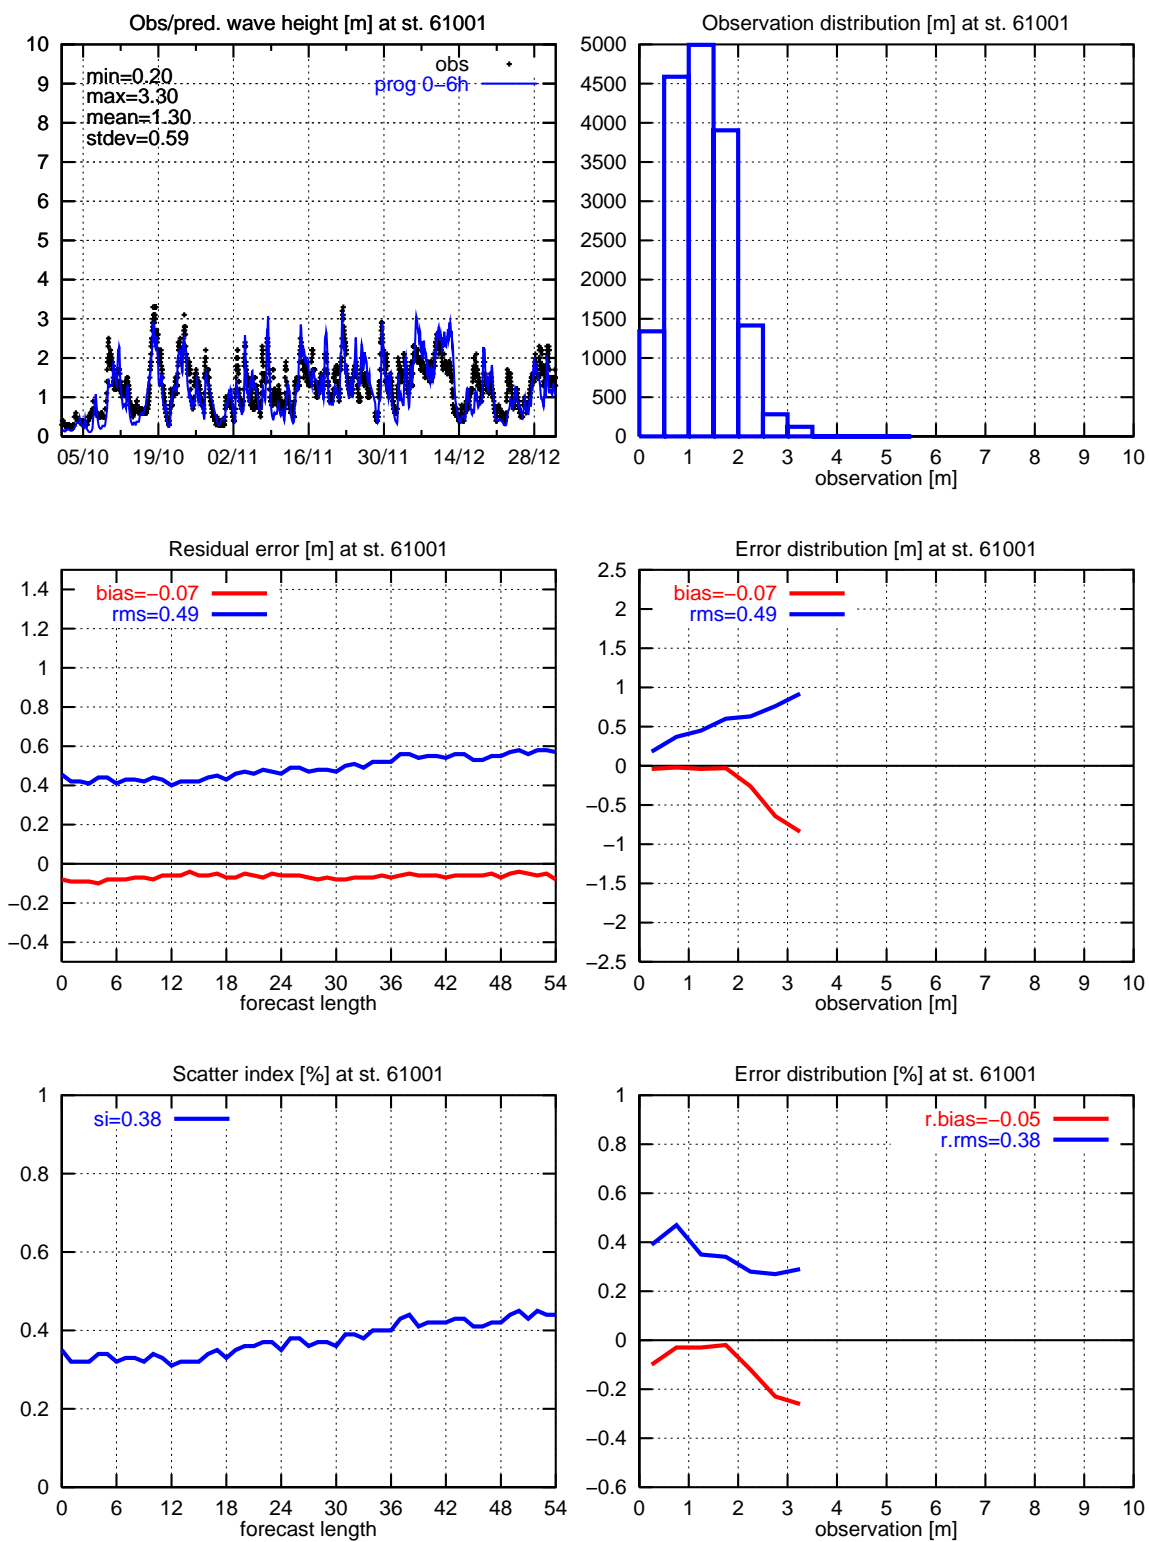 Obs/pred. wave height [m] at st. 61001
10
9
8
7
6
5
4
3
2
1
0
min=0.20
max=3.30
mean=1.30
stdev=0.59
obs
prog 0−6h
05/10 19/10 02/11 16/11 30/11 14/12 28/12
Observation distribution [m] at st. 61001
5000
4500
4000
3500
3000
2500
2000
1500
1000
500
0
0 1 2 3 4 5 6 7 8 9 10
observation [m]
Residual error [m] at st. 61001
bias=−0.07
rms=0.49
1.4
1.2
1
0.8
0.6
0.4
0.2
0
−0.2
−0.4
0 6 12 18 24 30 36 42 48 54
forecast length
Error distribution [m] at st. 61001
bias=−0.07
rms=0.49
2.5
2
1.5
1
0.5
0
−0.5
−1
−1.5
−2
−2.5
0 1 2 3 4 5 6 7 8 9 10
observation [m]
Scatter index [%] at st. 61001
si=0.38
1
0.8
0.6
0.4
0.2
0
0 6 12 18 24 30 36 42 48 54
forecast length
Error distribution [%] at st. 61001
r.bias=−0.05
r.rms=0.38
1
0.8
0.6
0.4
0.2
0
−0.2
−0.4
−0.6
0 1 2 3 4 5 6 7 8 9 10
observation [m]